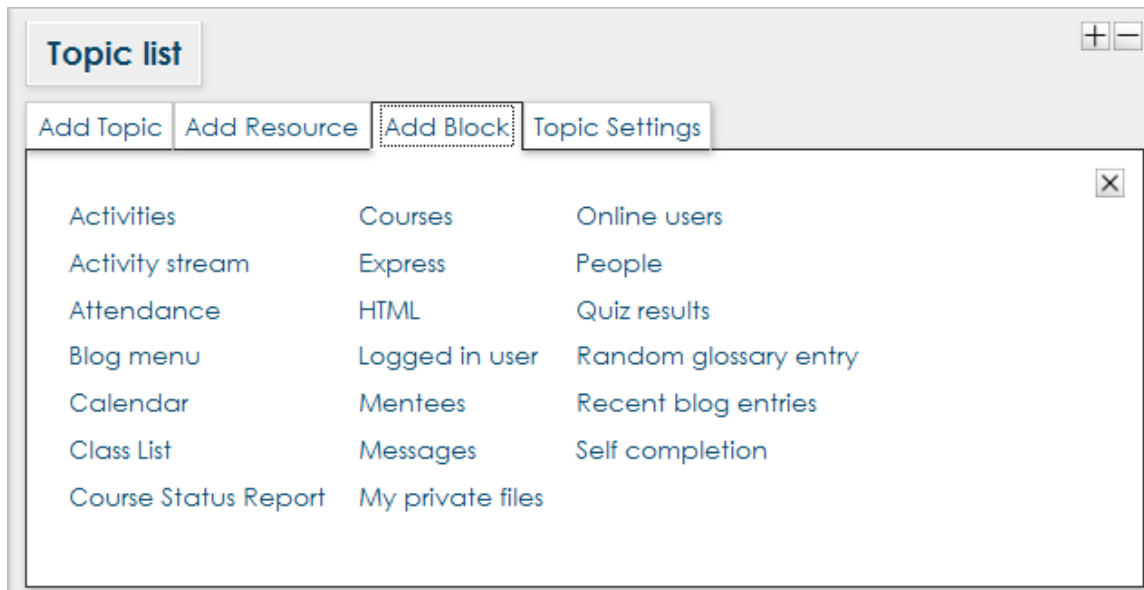 Topic list
Add Topic
Add Resource
Add Block
Topic Settings
Activities
Activity stream
Attendance
Blog menu
Calendar
Class List
Course Status Report
Courses
Express
HTML
Logged in user
Mentees
Messages
My private files
Online users
People
Quiz results
Random glossary entry
Recent blog entries
Self completion